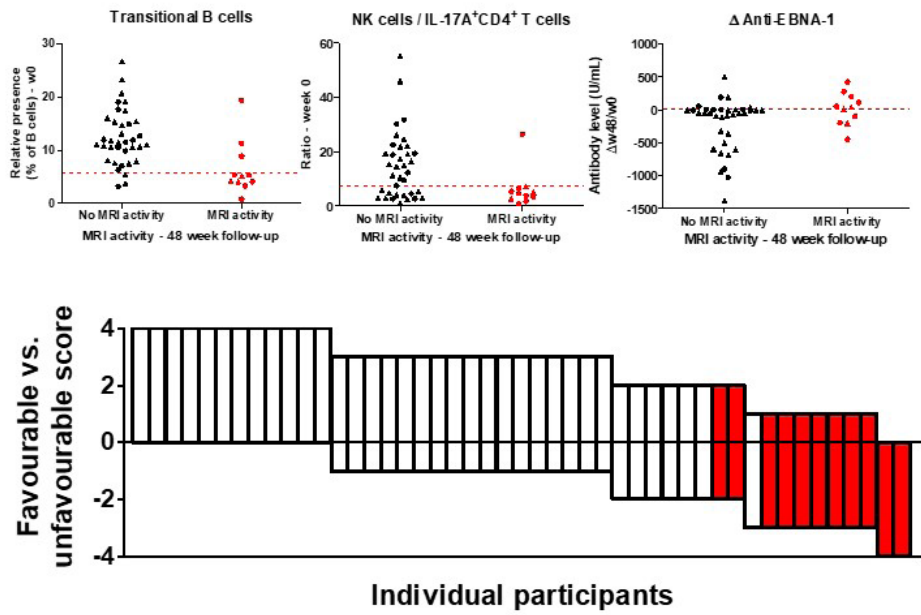 Transitional B cells
Relative presence
(% of B cells) - w0
30
20
10
0
No MRI activity
MRI activity
MRI activity - 48 week follow-up
NK cells / IL-17A⁺CD4⁺ T cells
Ratio - week 0
60
40
20
0
No MRI activity
MRI activity
MRI activity - 48 week follow-up
Δ Anti-EBNA-1
Antibody level (U/mL)
Δw48/w0
1000
500
0
-500
-1000
-1500
No MRI activity
MRI activity
MRI activity - 48 week follow-up
Favourable vs.
unfavourable score
4
2
0
-2
-4
Individual participants